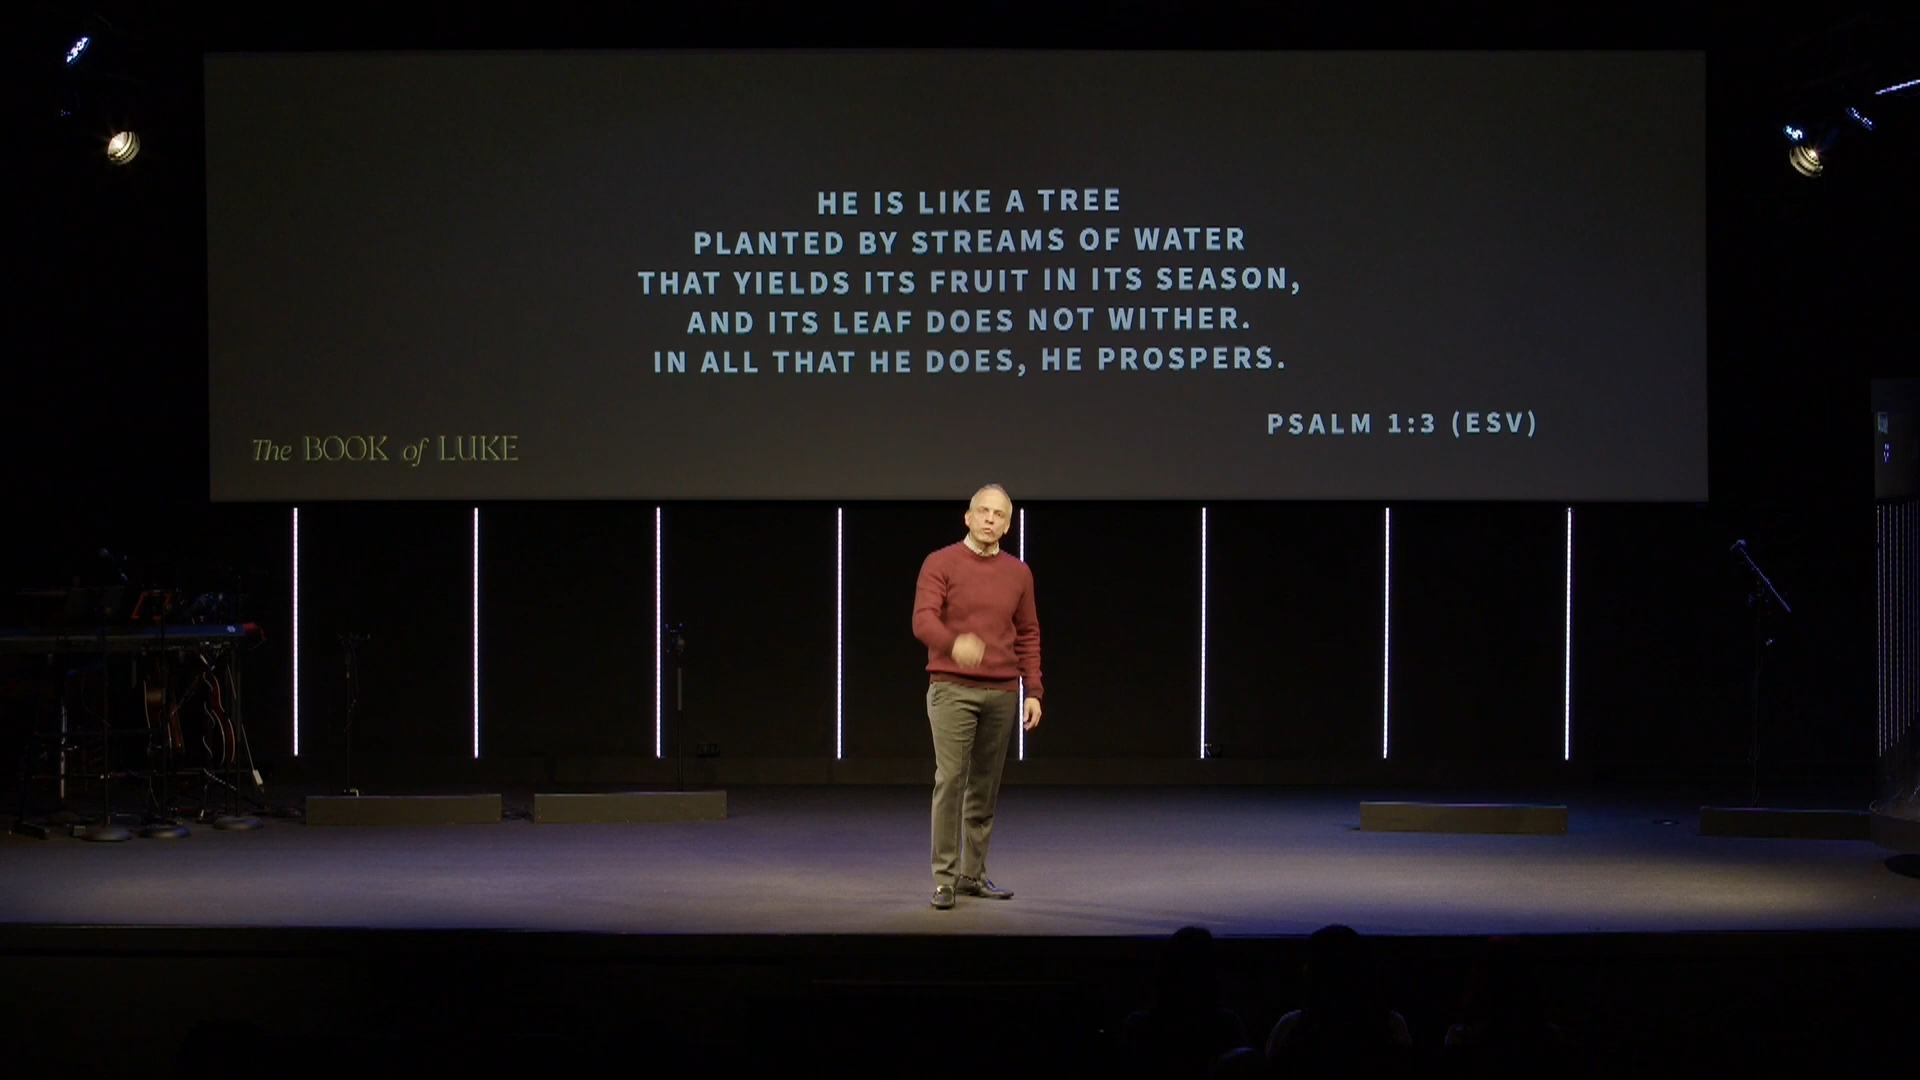 HE IS LIKE A TREE
PLANTED BY STREAMS OF WATER
THAT YIELDS ITS FRUIT IN ITS SEASON,
AND ITS LEAF DOES NOT WITHER.
IN ALL THAT HE DOES, HE PROSPERS.
PSALM 1:3 (ESV)
The BOOK of LUKE